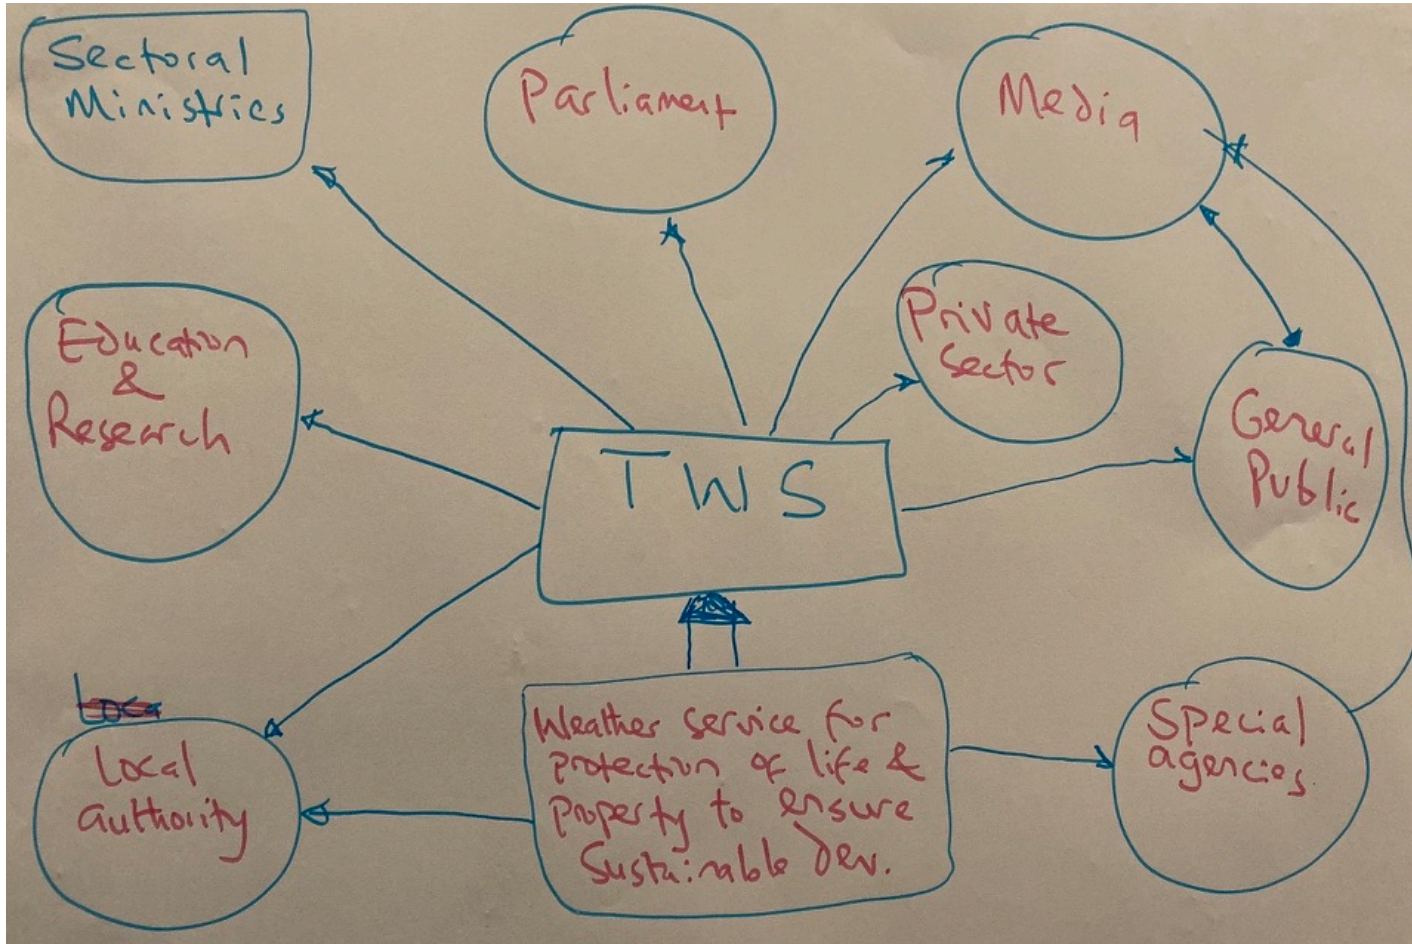 Sectoral
Ministries
Parliament
Media
Private
Sector
Education
&
Research
General
Public
TWS
Loca
Local
authority
Weather service for
protection of life &
property to ensure
Sustainable Dev.
Special
agencies.